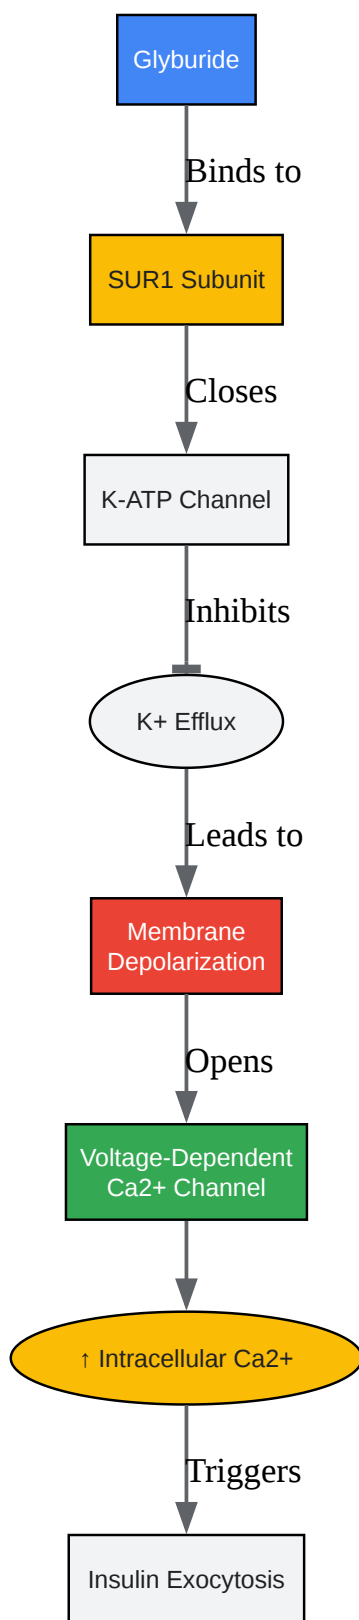 Glyburide
Binds to
SUR1 Subunit
Closes
K-ATP Channel
Inhibits
K+ Efflux
Leads to
Membrane
Depolarization
Opens
Voltage-Dependent
Ca2+ Channel
↑ Intracellular Ca2+
Triggers
Insulin Exocytosis